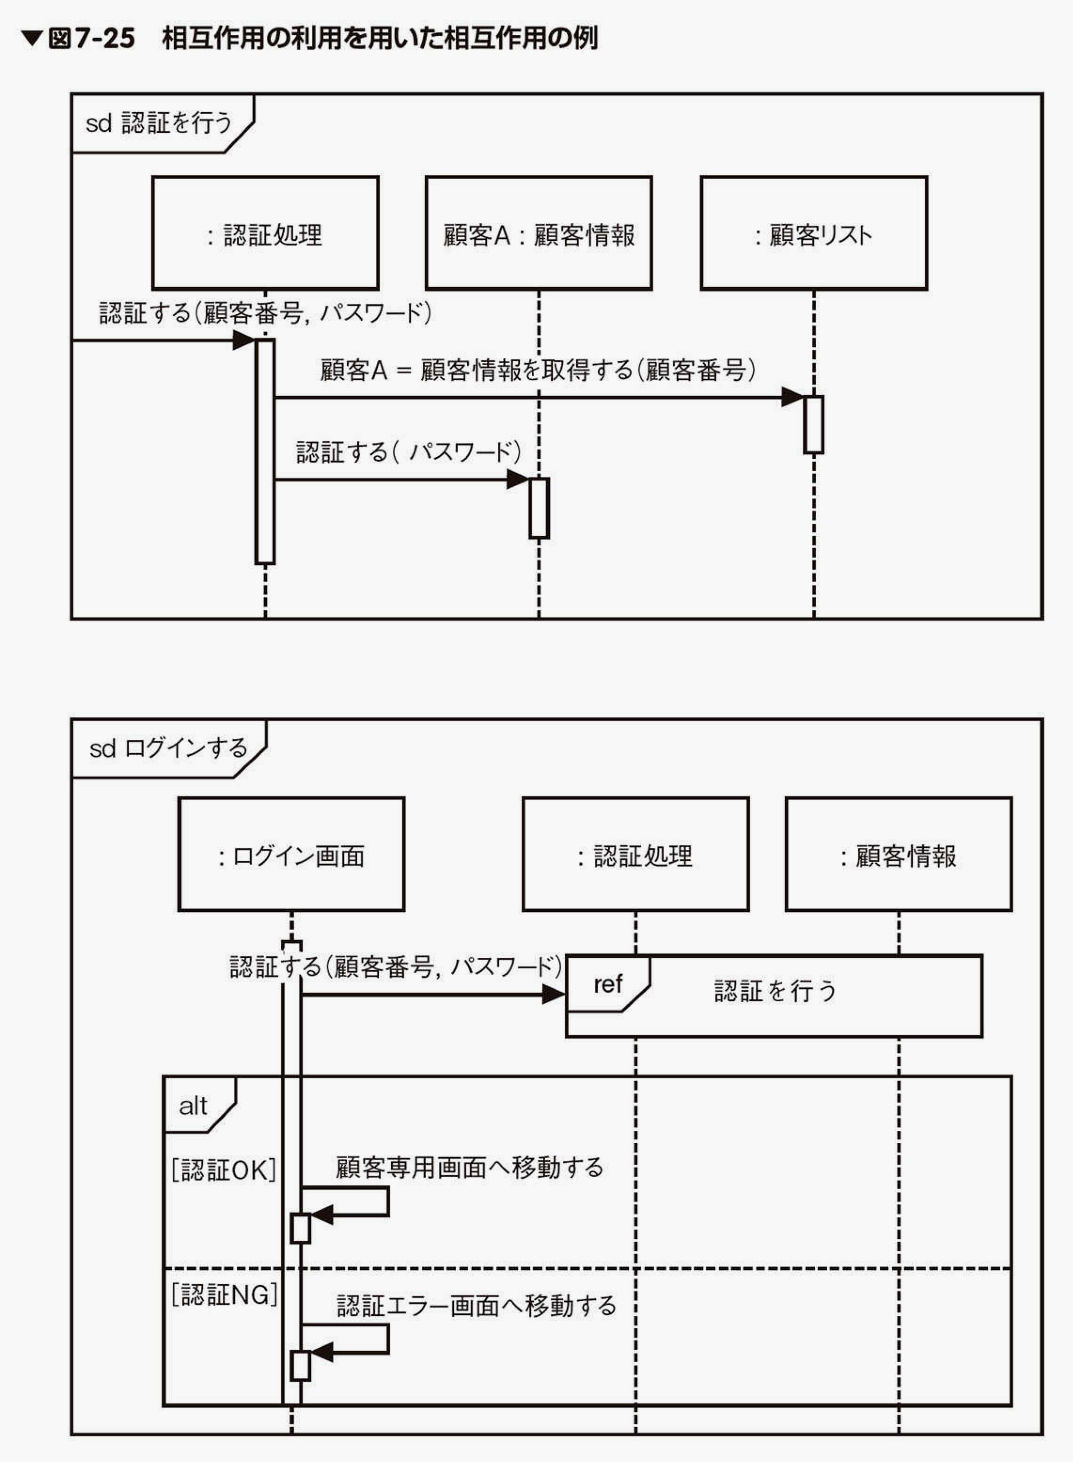 ▼図7-25 相互作用の利用を用いた相互作用の例
sd 認証を行う
: 認証処理
顧客A : 顧客情報
: 顧客リスト
認証する(顧客番号, パスワード)
顧客A = 顧客情報を取得する(顧客番号)
認証する( パスワード)
sd ログインする
: ログイン画面
: 認証処理
: 顧客情報
認証する(顧客番号, パスワード)
ref
認証を行う
alt
[認証OK]
顧客専用画面へ移動する
[認証NG]
認証エラー画面へ移動する